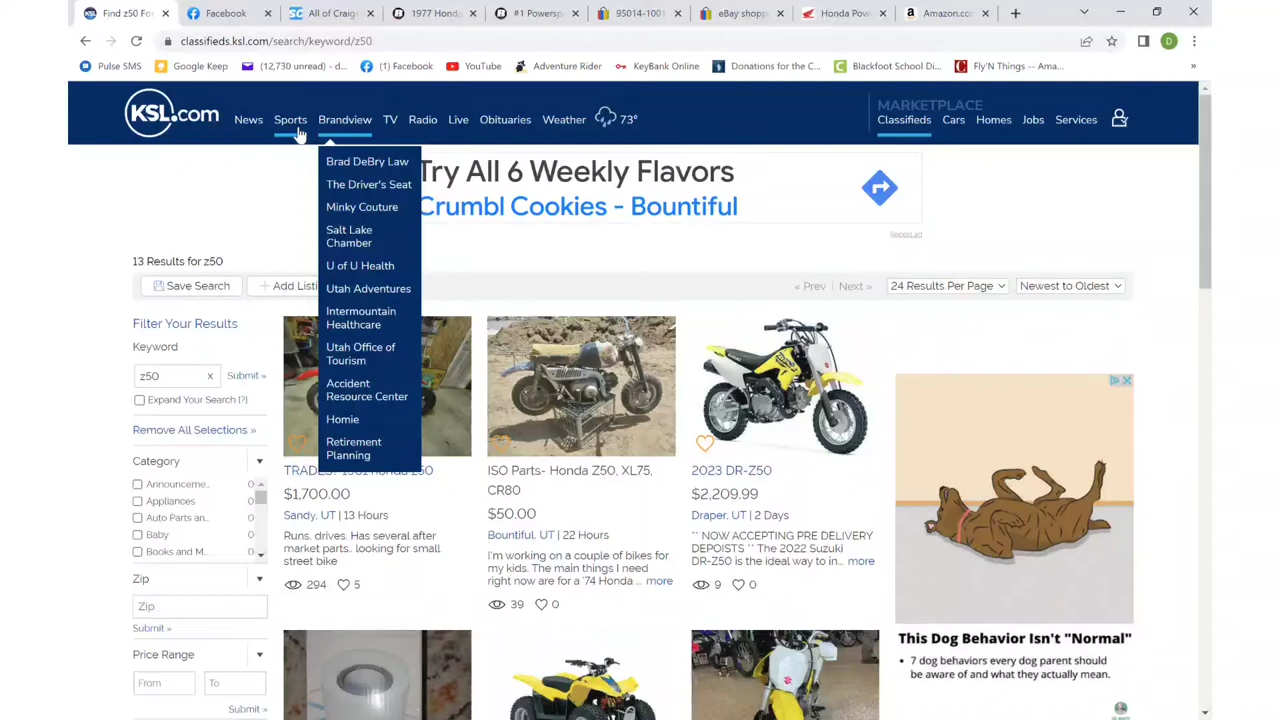 Find z50 For
Facebook
All of Craigs
1977 Honda
#1 Powersp
95014-1001
eBay shopp
Honda Pow
Amazon.co
classifieds.ksl.com/search/keyword/z50
D
Pulse SMS
Google Keep
(12,730 unread) - d...
(1) Facebook
YouTube
Adventure Rider
KeyBank Online
Donations for the C...
Blackfoot School Di...
Fly'N Things -- Ama...
KSL.com
News
Sports
Brandview
TV
Radio
Live
Obituaries
Weather
73°
MARKETPLACE
Classifieds
Cars
Homes
Jobs
Services
Brad DeBry Law
The Driver's Seat
Minky Couture
Salt Lake
Chamber
U of U Health
Utah Adventures
Intermountain
Healthcare
Utah Office of
Tourism
Accident
Resource Center
Homie
Retirement
Planning
Try All 6 Weekly Flavors
Crumbl Cookies - Bountiful
Report ad
13 Results for z50
Save Search
Add Listi
« Prev
Next »
24 Results Per Page
Newest to Oldest
Filter Your Results
Keyword
z50
x
Submit »
Expand Your Search [?]
Remove All Selections »
Category
Announceme... 0
Appliances 0
Auto Parts an... 0
Baby 0
Books and M... 0
Zip
Zip
Submit »
Price Range
From
To
Submit »
$1,700.00
Sandy, UT | 13 Hours
Runs, drives. Has several after
market parts.. looking for small
street bike
294
5
ISO Parts- Honda Z50, XL75,
CR80
$50.00
Bountiful, UT | 22 Hours
I'm working on a couple of bikes for
my kids. The main things I need
right now are for a '74 Honda ... more
39
0
2023 DR-Z50
$2,209.99
Draper, UT | 2 Days
** NOW ACCEPTING PRE DELIVERY
DEPOISTS ** The 2022 Suzuki
DR-Z50 is the ideal way to in... more
9
0
This Dog Behavior Isn't "Normal"
• 7 dog behaviors every dog parent should
be aware of and what they actually mean.